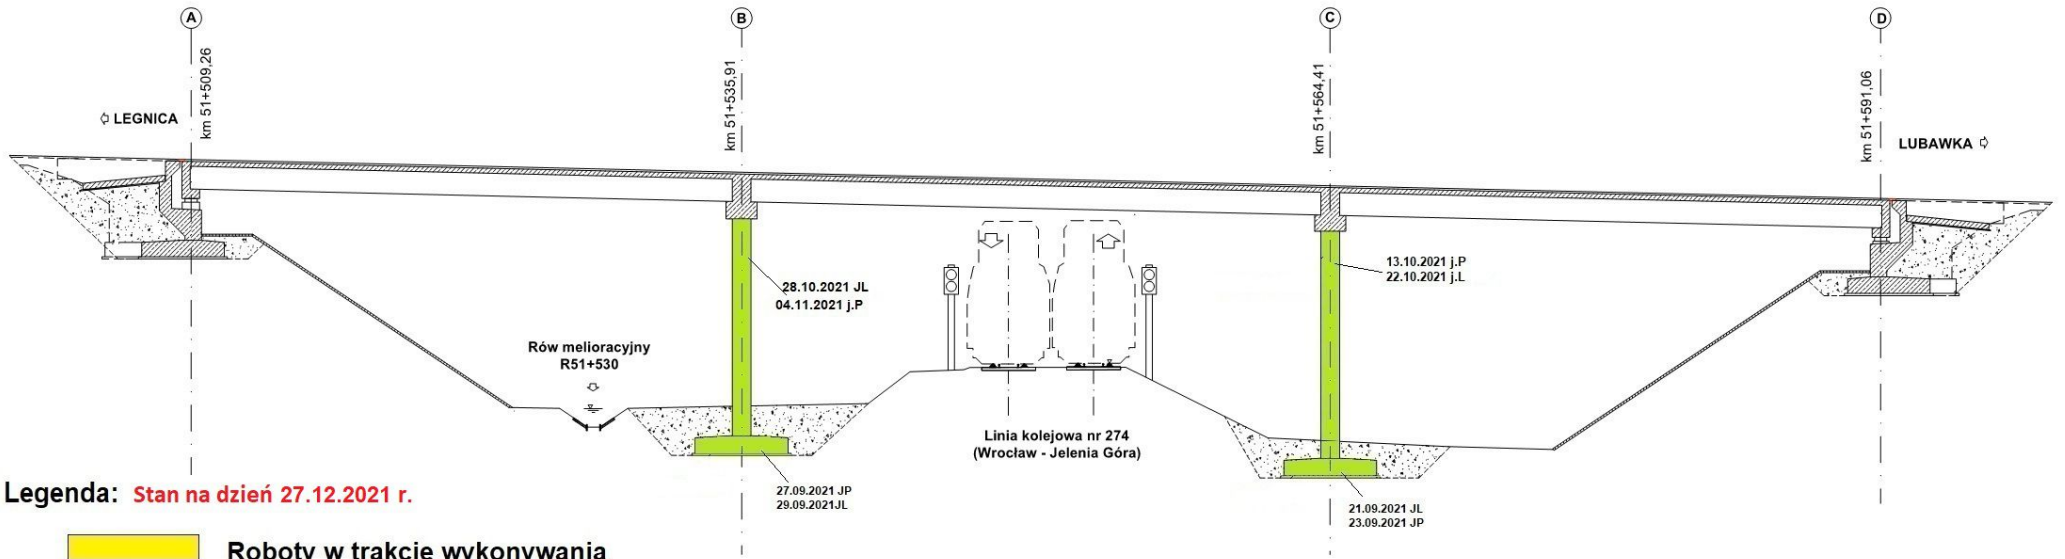 A
B
C
D
km 51+509,26
km 51+535,91
km 51+564,41
km 51+591,06
LEGNICA
LUBAWKA
28.10.2021 JL
04.11.2021 j.P
13.10.2021 j.P
22.10.2021 j.L
Rów melioracyjny
R51+530
Linia kolejowa nr 274
(Wrocław - Jelenia Góra)
27.09.2021 JP
29.09.2021JL
21.09.2021 JL
23.09.2021 JP
Legenda: Stan na dzień 27.12.2021 r.
Roboty w trakcie wykonywania